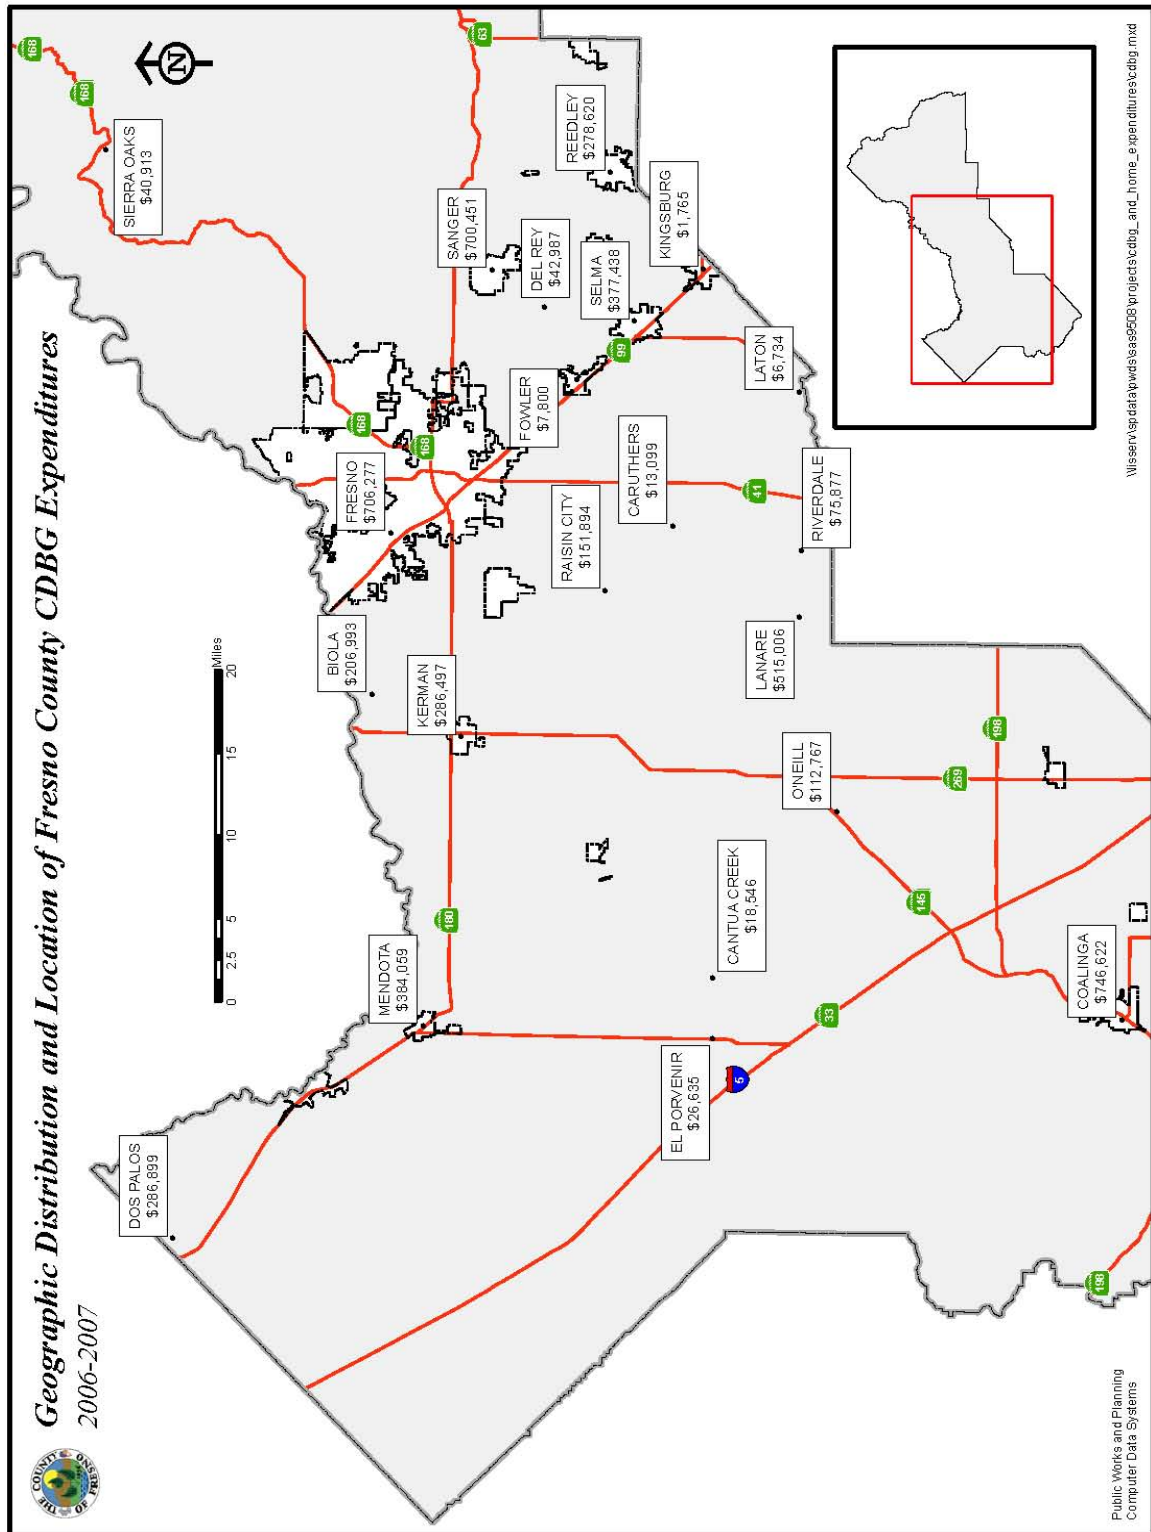 Geographic Distribution and Location of Fresno County CDBG Expenditures
2006-2007
THE COUNTY
OF FRESNO
N
0
2.5
5
10
15
20
Miles
DOS PALOS
$286,899
MENDOTA
$384,059
BIOLA
$206,993
KERMAN
$286,497
FRESNO
$706,277
SIERRA OAKS
$40,913
SANGER
$700,451
DEL REY
$42,987
REEDLEY
$278,620
SELMA
$377,438
KINGSBURG
$1,765
FOWLER
$7,800
LATON
$6,734
CARUTHERS
$13,099
RAISIN CITY
$151,894
RIVERDALE
$75,877
LANARE
$515,006
O'NEILL
$112,767
CANTUA CREEK
$18,546
EL PORVENIR
$26,635
COALINGA
$746,622
168
168
168
168
63
180
99
41
269
198
145
33
5
198
Public Works and Planning
Computer Data Systems